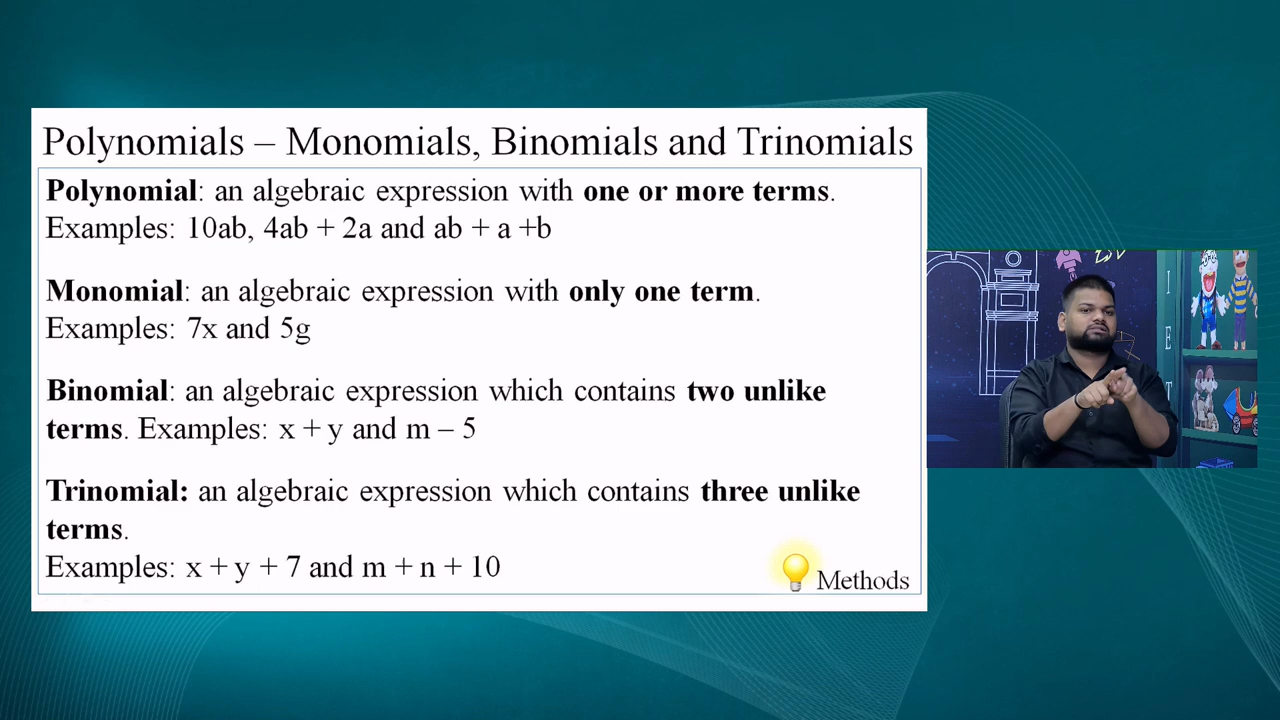 Polynomials – Monomials, Binomials and Trinomials
Polynomial: an algebraic expression with one or more terms.
Examples: 10ab, 4ab + 2a and ab + a +b
Monomial: an algebraic expression with only one term.
Examples: 7x and 5g
Binomial: an algebraic expression which contains two unlike
terms. Examples: x + y and m – 5
Trinomial: an algebraic expression which contains three unlike
terms.
Examples: x + y + 7 and m + n + 10
Methods
I
E
T